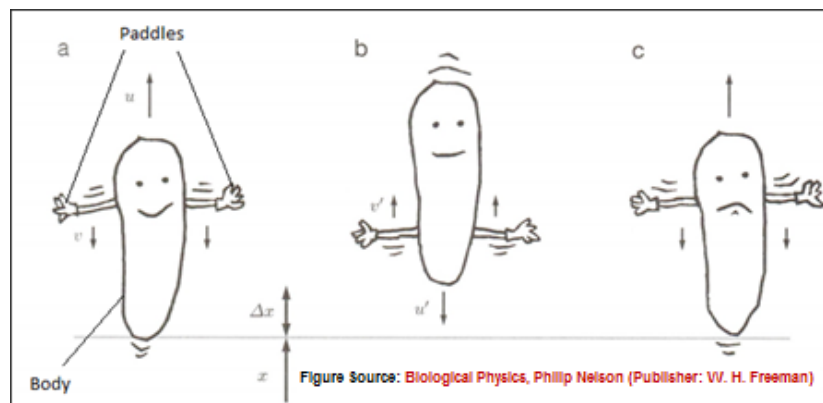 Paddles
a
b
c
u
v
v′
u′
Δx
x
Body
Figure Source: Biological Physics, Philip Nelson (Publisher: W. H. Freeman)